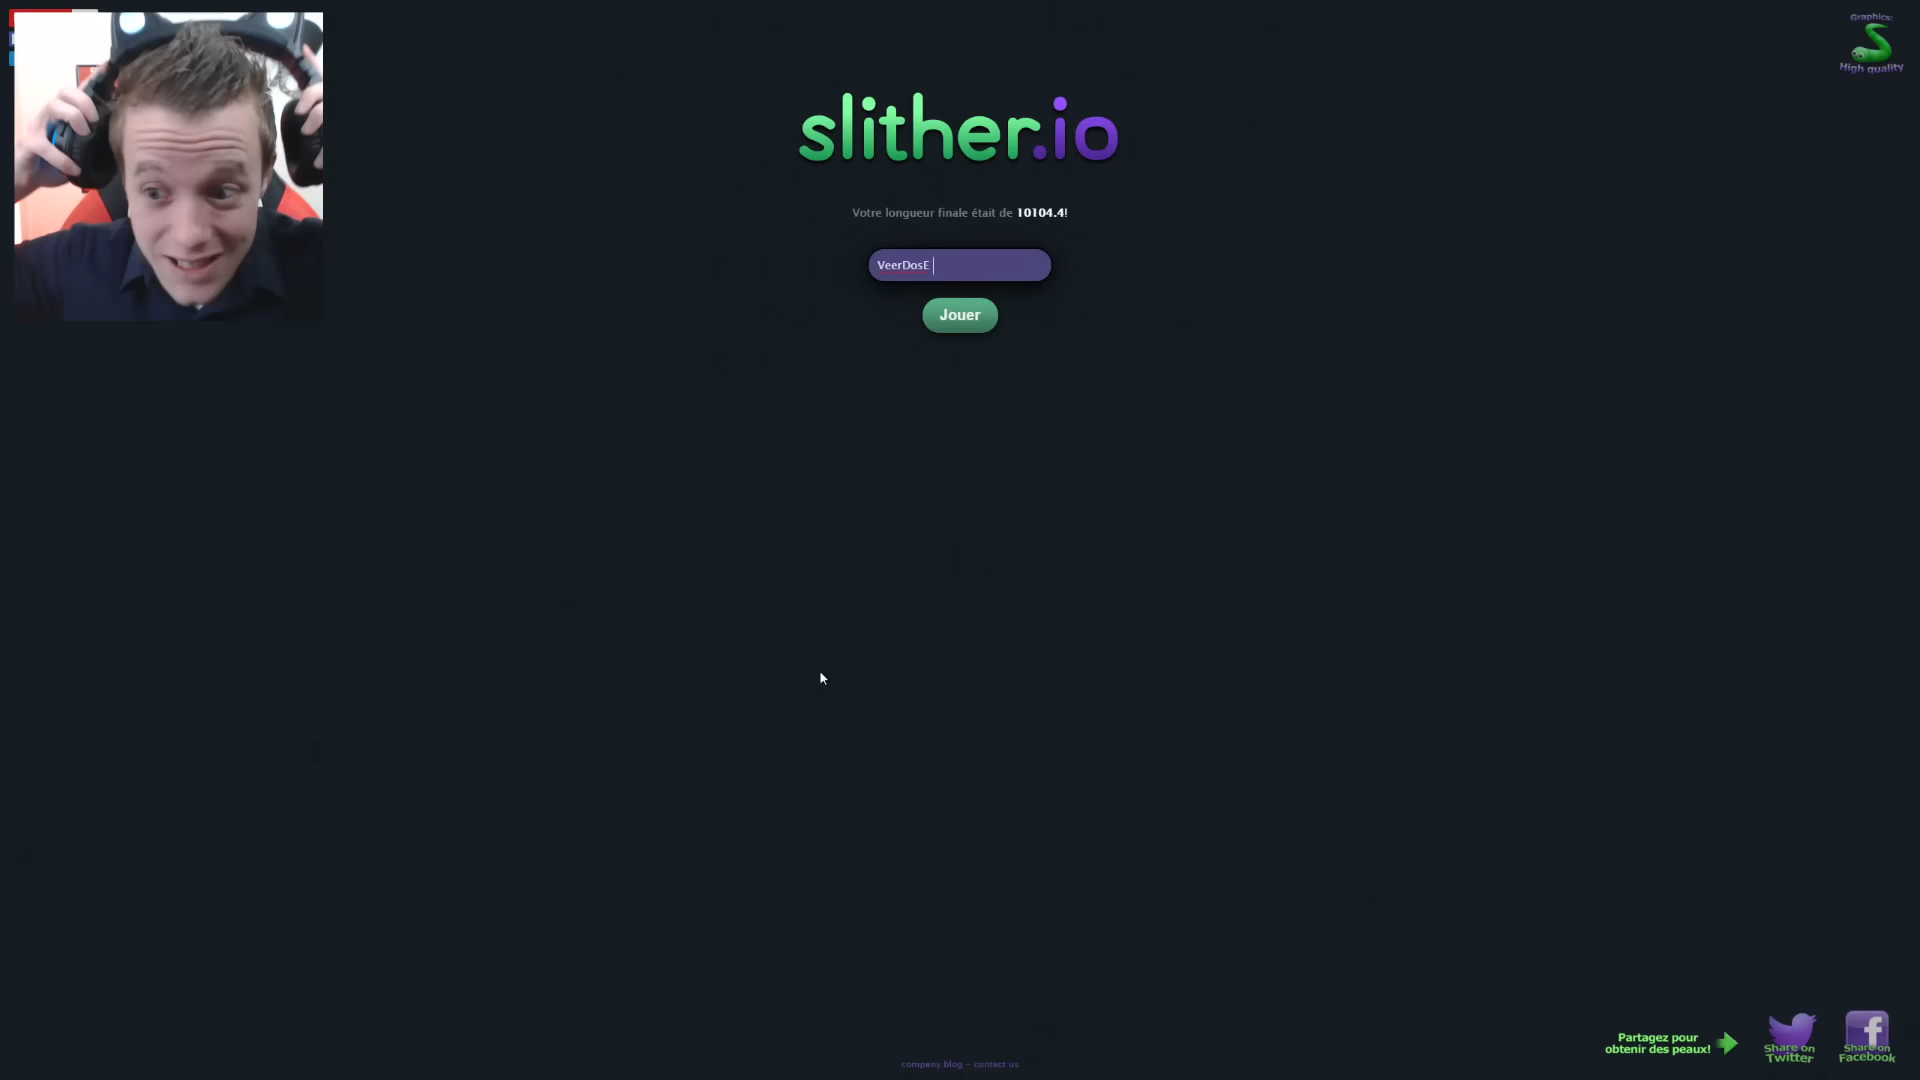 Graphics:
High quality
slither.io
Votre longueur finale était de 10104.4!
VeerDosE
Jouer
Partagez pour
obtenir des peaux!
Share on
Twitter
Share on
Facebook
company blog - contact us